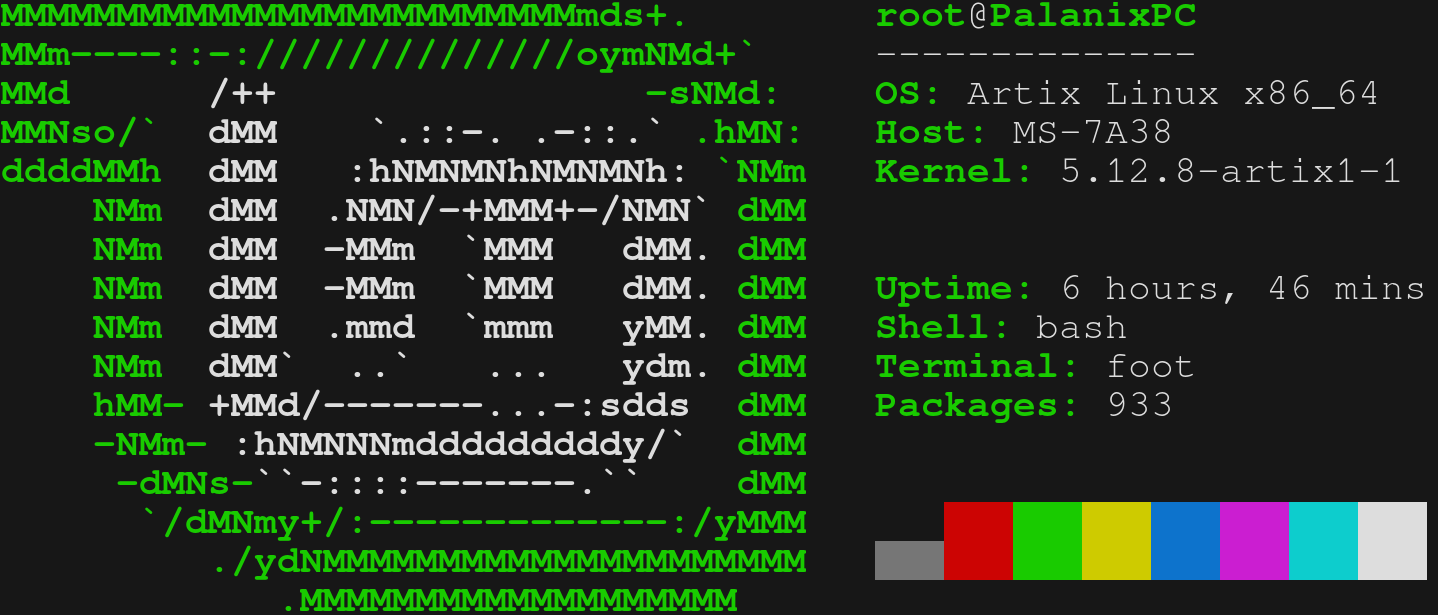 MMMMMMMMMMMMMMMMMMMMMMMMMmds+.        root@PalanixPC
MMm----::-://////////////oymNMd+`     --------------
MMd      /++                -sNMd:    OS: Artix Linux x86_64
MMNso/`  dMM    `.::-. .-::.` .hMN:   Host: MS-7A38
ddddMMh  dMM   :hNMNMNhNMNMNh: `NMm   Kernel: 5.12.8-artix1-1
    NMm  dMM  .NMN/-+MMM+-/NMN` dMM
    NMm  dMM  -MMm  `MMM   dMM. dMM
    NMm  dMM  -MMm  `MMM   dMM. dMM   Uptime: 6 hours, 46 mins
    NMm  dMM  .mmd  `mmm   yMM. dMM   Shell: bash
    NMm  dMM`  ..`   ...   ydm. dMM   Terminal: foot
    hMM- +MMd/-------...-:sdds  dMM   Packages: 933
    -NMm- :hNMNNNmdddddddddy/`  dMM
     -dMNs-``-::::-------.``    dMM
      `/dMNmy+/:-------------:/yMMM
         ./ydNMMMMMMMMMMMMMMMMMMMMM
            .MMMMMMMMMMMMMMMMMMM